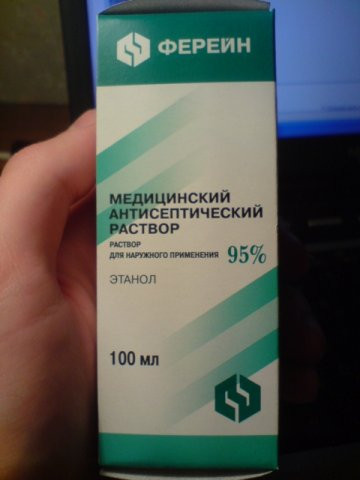 ФЕРЕЙН
МЕДИЦИНСКИЙ
АНТИСЕПТИЧЕСКИЙ
РАСТВОР
РАСТВОР
ДЛЯ НАРУЖНОГО ПРИМЕНЕНИЯ 95%
ЭТАНОЛ
100 мл